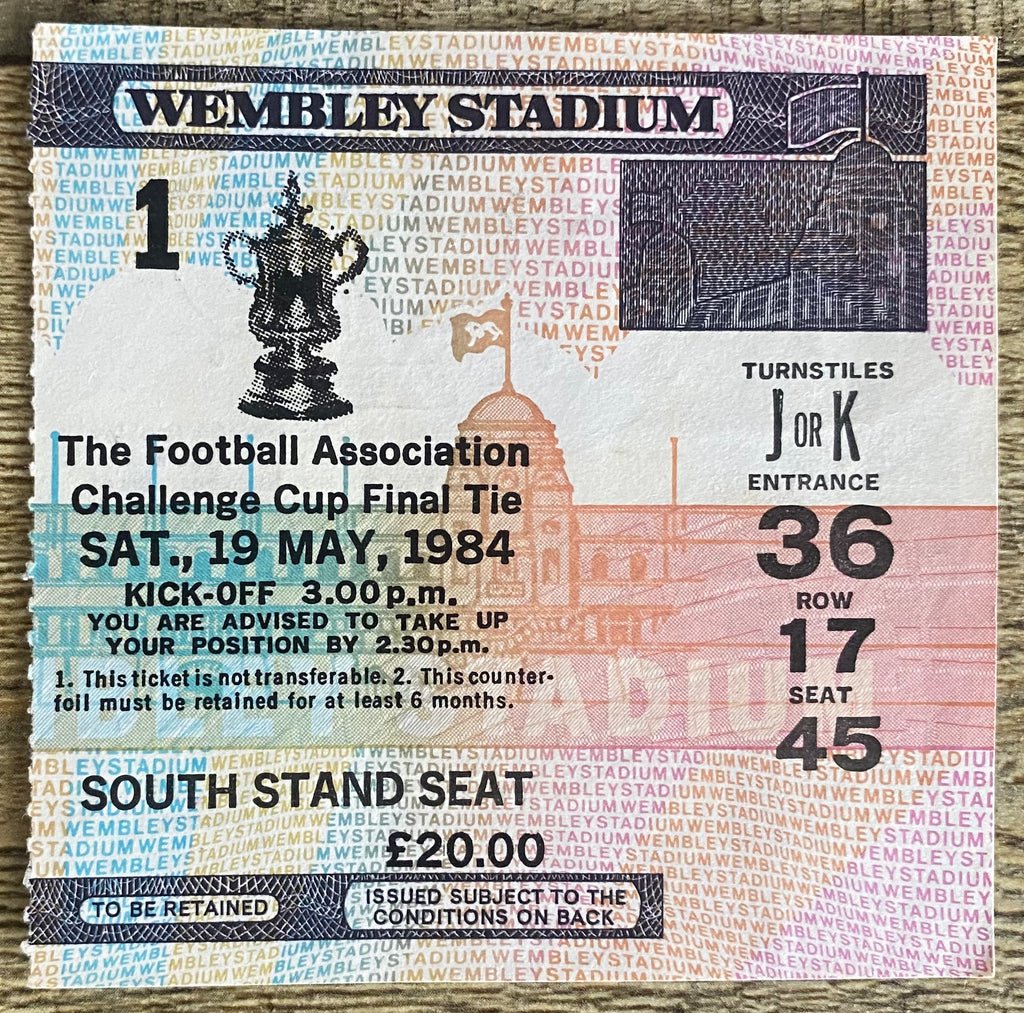 WEMBLEY STADIUM
1
The Football Association
Challenge Cup Final Tie
SAT., 19 MAY, 1984
KICK-OFF 3.00 p.m.
YOU ARE ADVISED TO TAKE UP
YOUR POSITION BY 2.30 p.m.
1. This ticket is not transferable. 2. This counter-
foil must be retained for at least 6 months.
SOUTH STAND SEAT
£20.00
TO BE RETAINED
ISSUED SUBJECT TO THE
CONDITIONS ON BACK
TURNSTILES
J OR K
ENTRANCE
36
ROW
17
SEAT
45